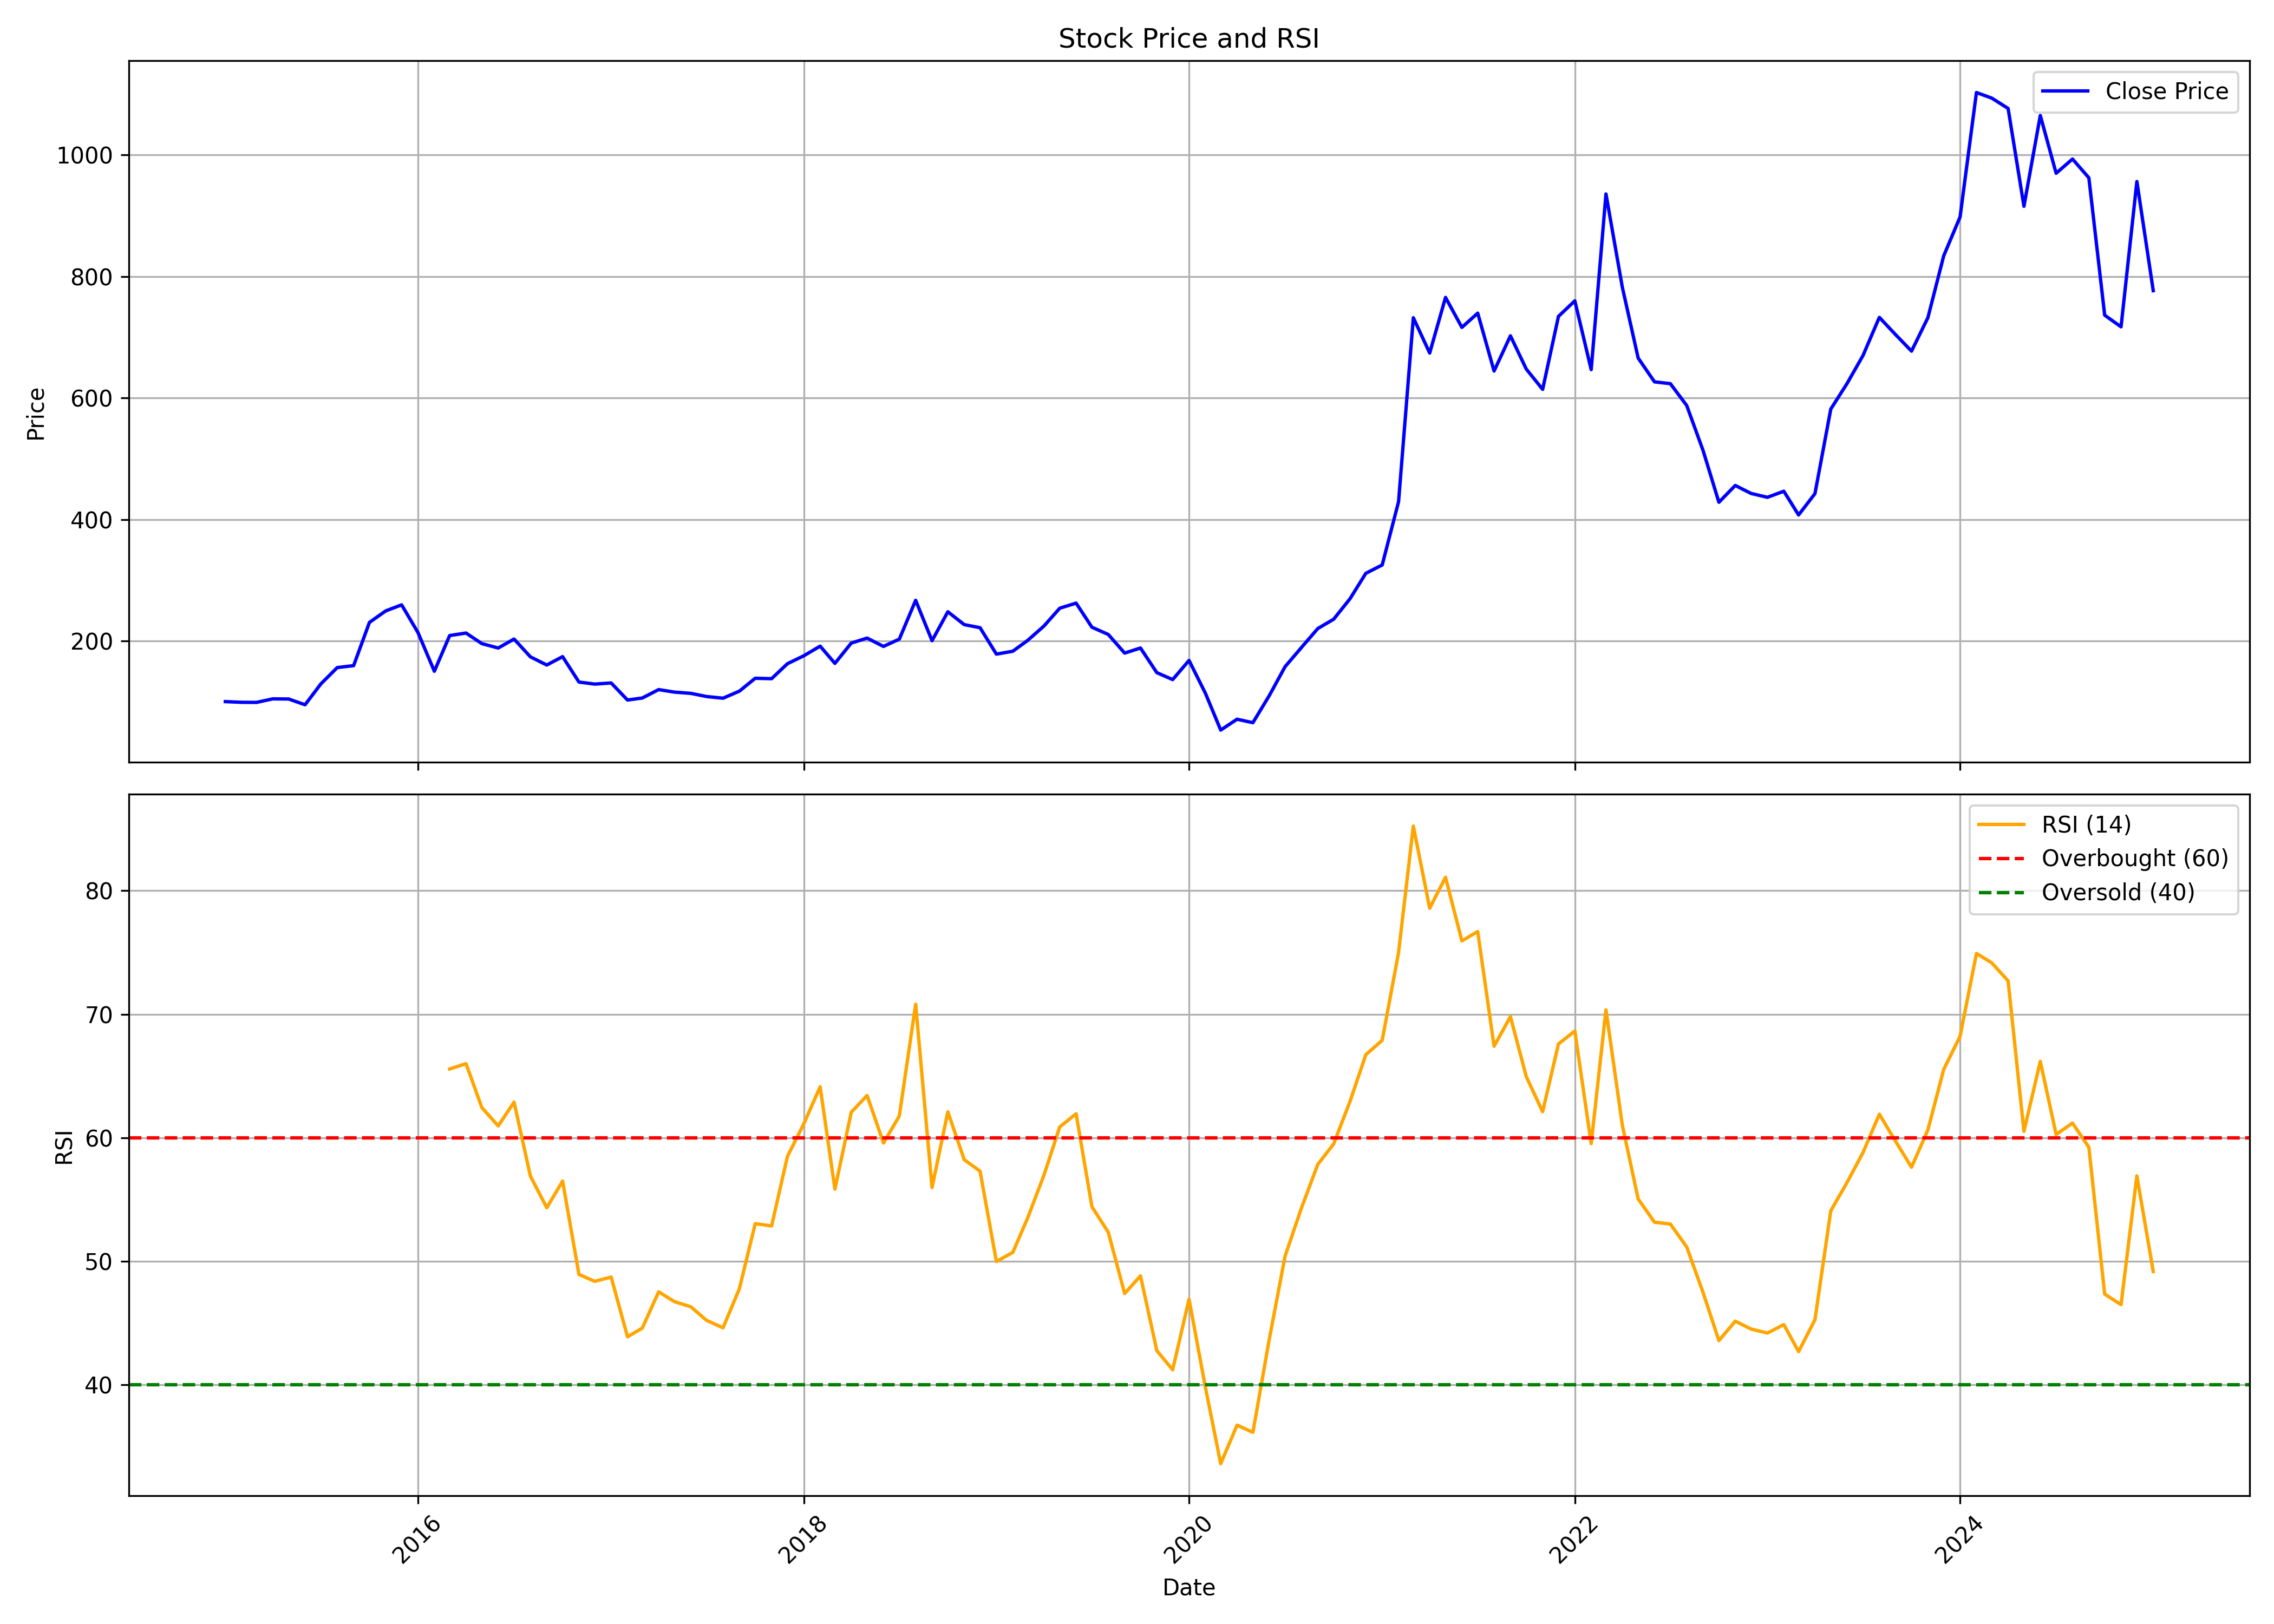 Stock Price and RSI
Close Price
Price
1000
800
600
400
200
RSI (14)
Overbought (60)
Oversold (40)
RSI
80
70
60
50
40
2016
2018
2020
2022
2024
Date